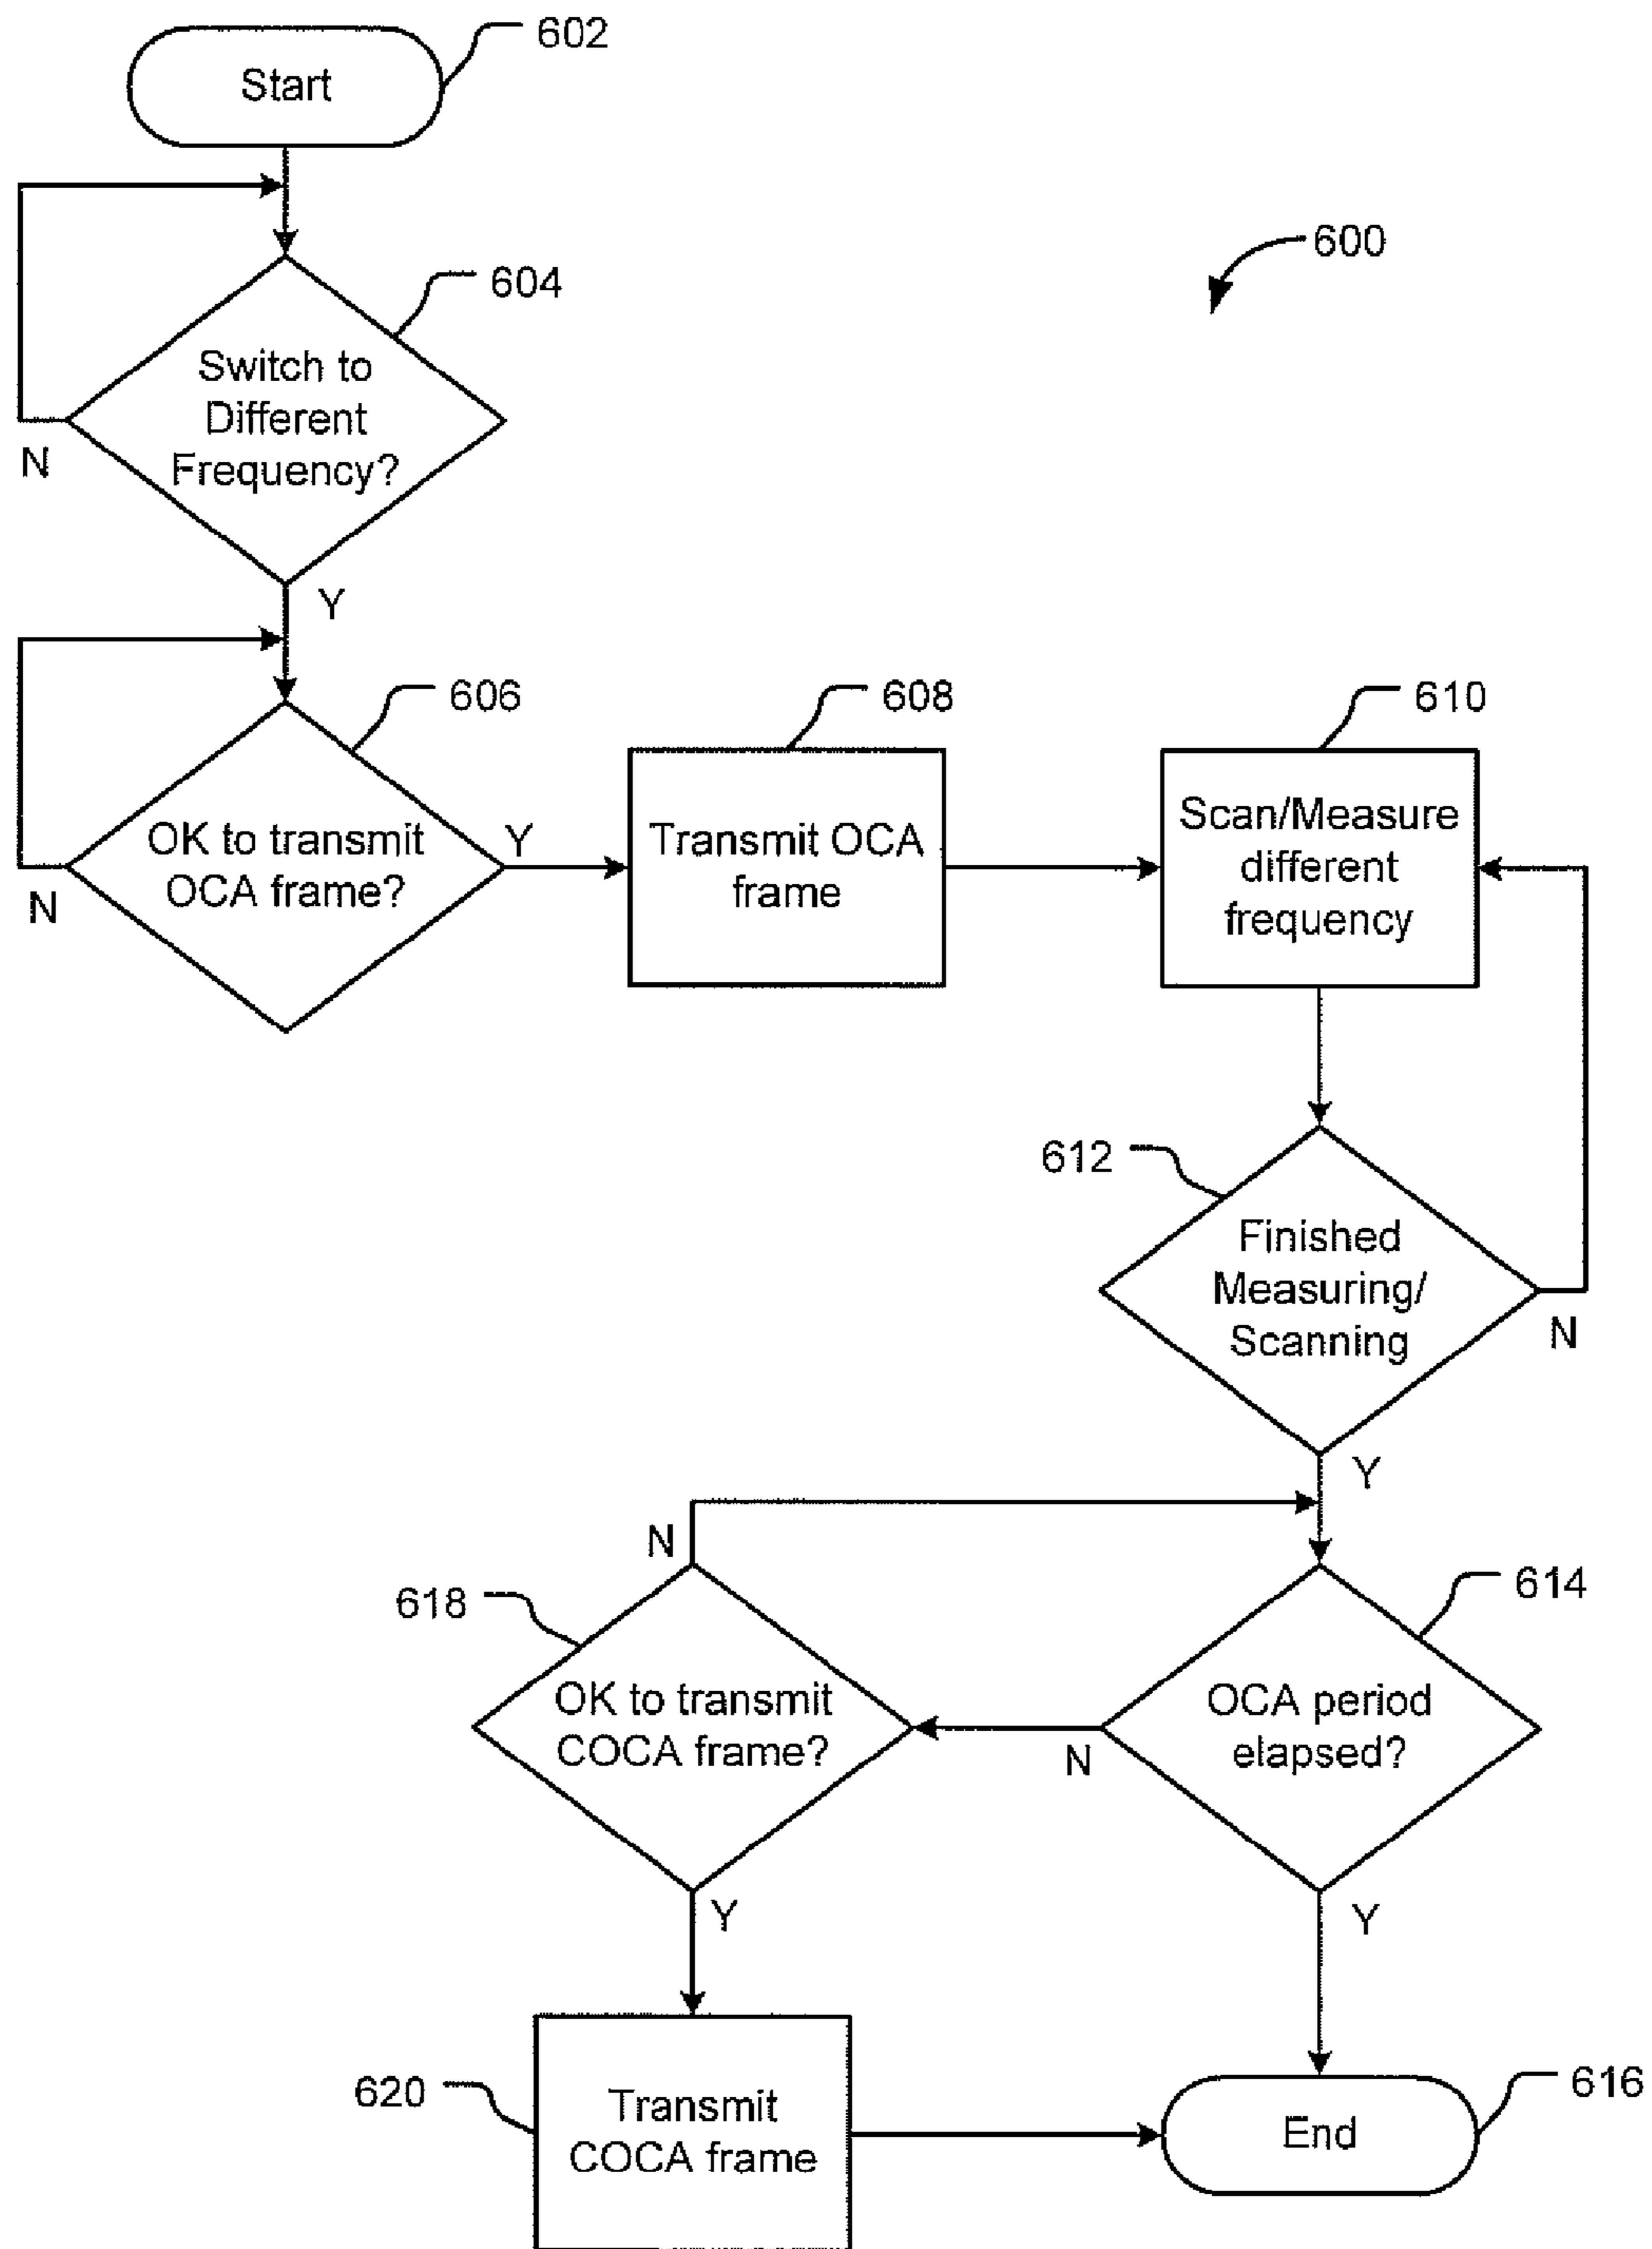 602
Start
600
604
Switch to
Different
Frequency?
N
Y
606
OK to transmit
OCA frame?
N
Y
608
Transmit OCA
frame
610
Scan/Measure
different
frequency
612
Finished
Measuring/
Scanning
N
Y
614
OCA period
elapsed?
N
Y
618
OK to transmit
COCA frame?
N
Y
620
Transmit
COCA frame
616
End